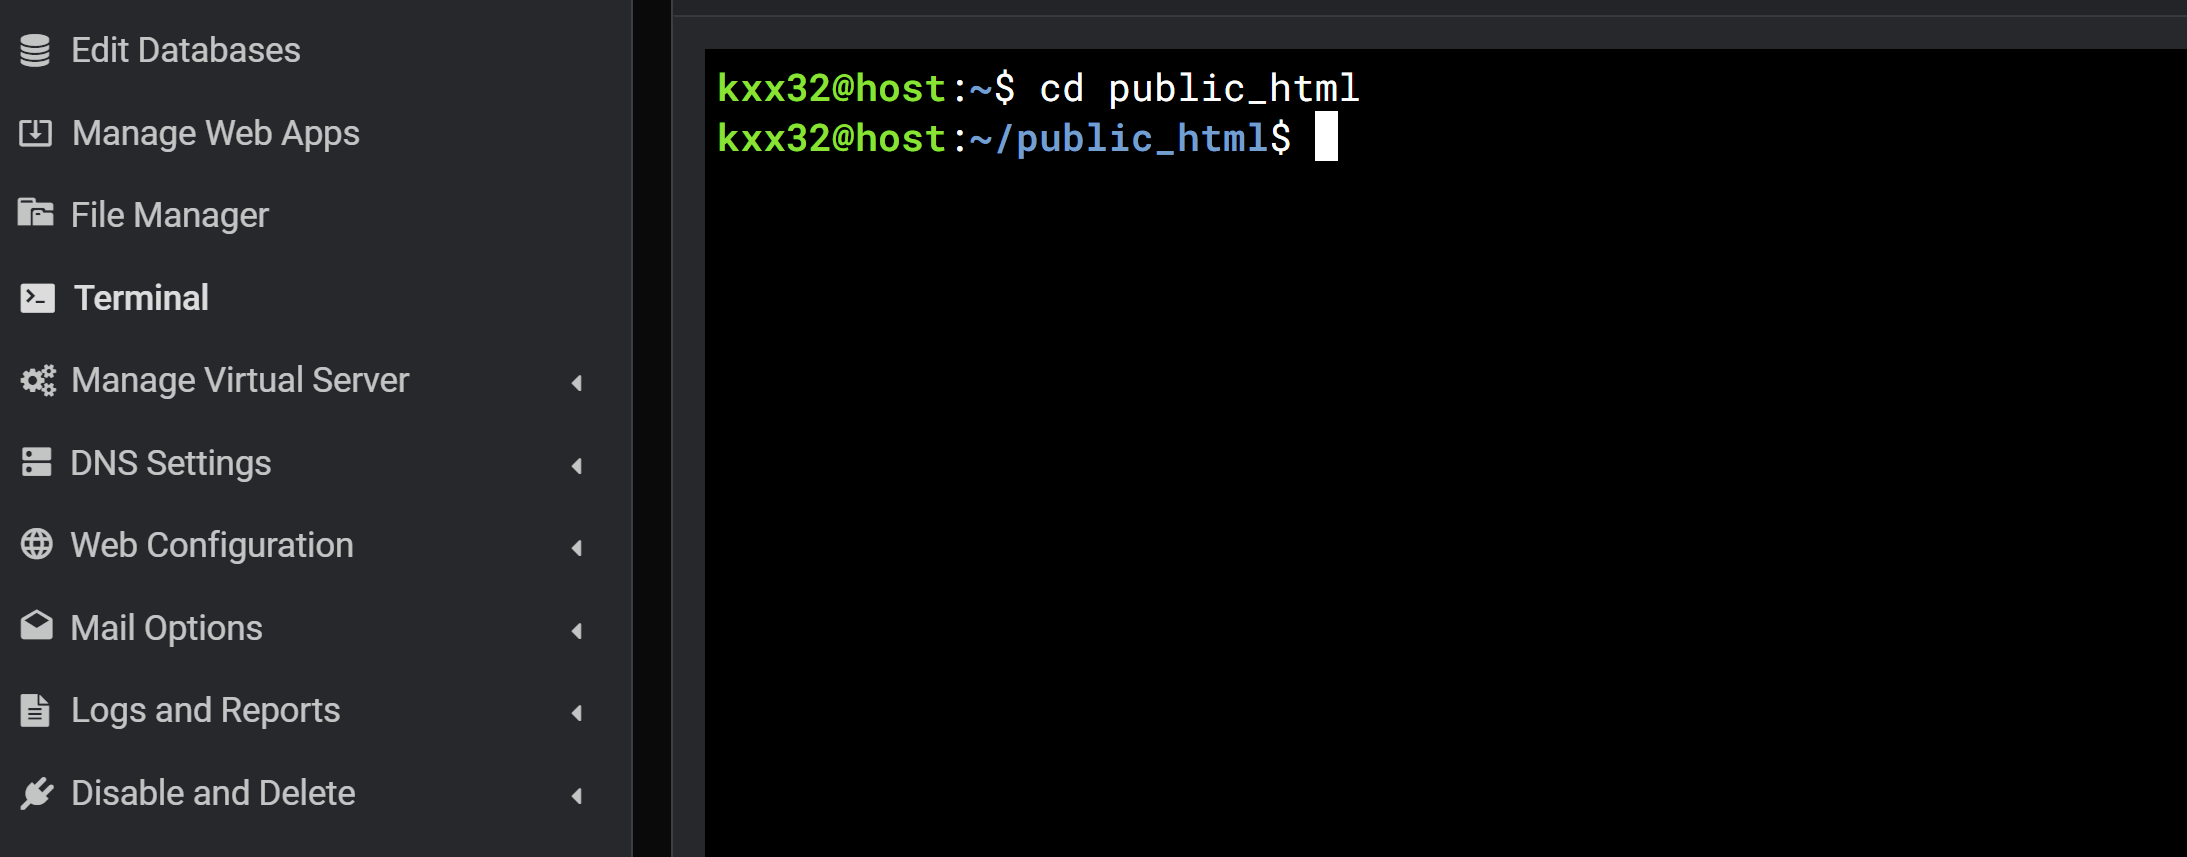 Edit Databases
Manage Web Apps
File Manager
Terminal
Manage Virtual Server
DNS Settings
Web Configuration
Mail Options
Logs and Reports
Disable and Delete
kxx32@host:~$ cd public_html
kxx32@host:~/public_html$